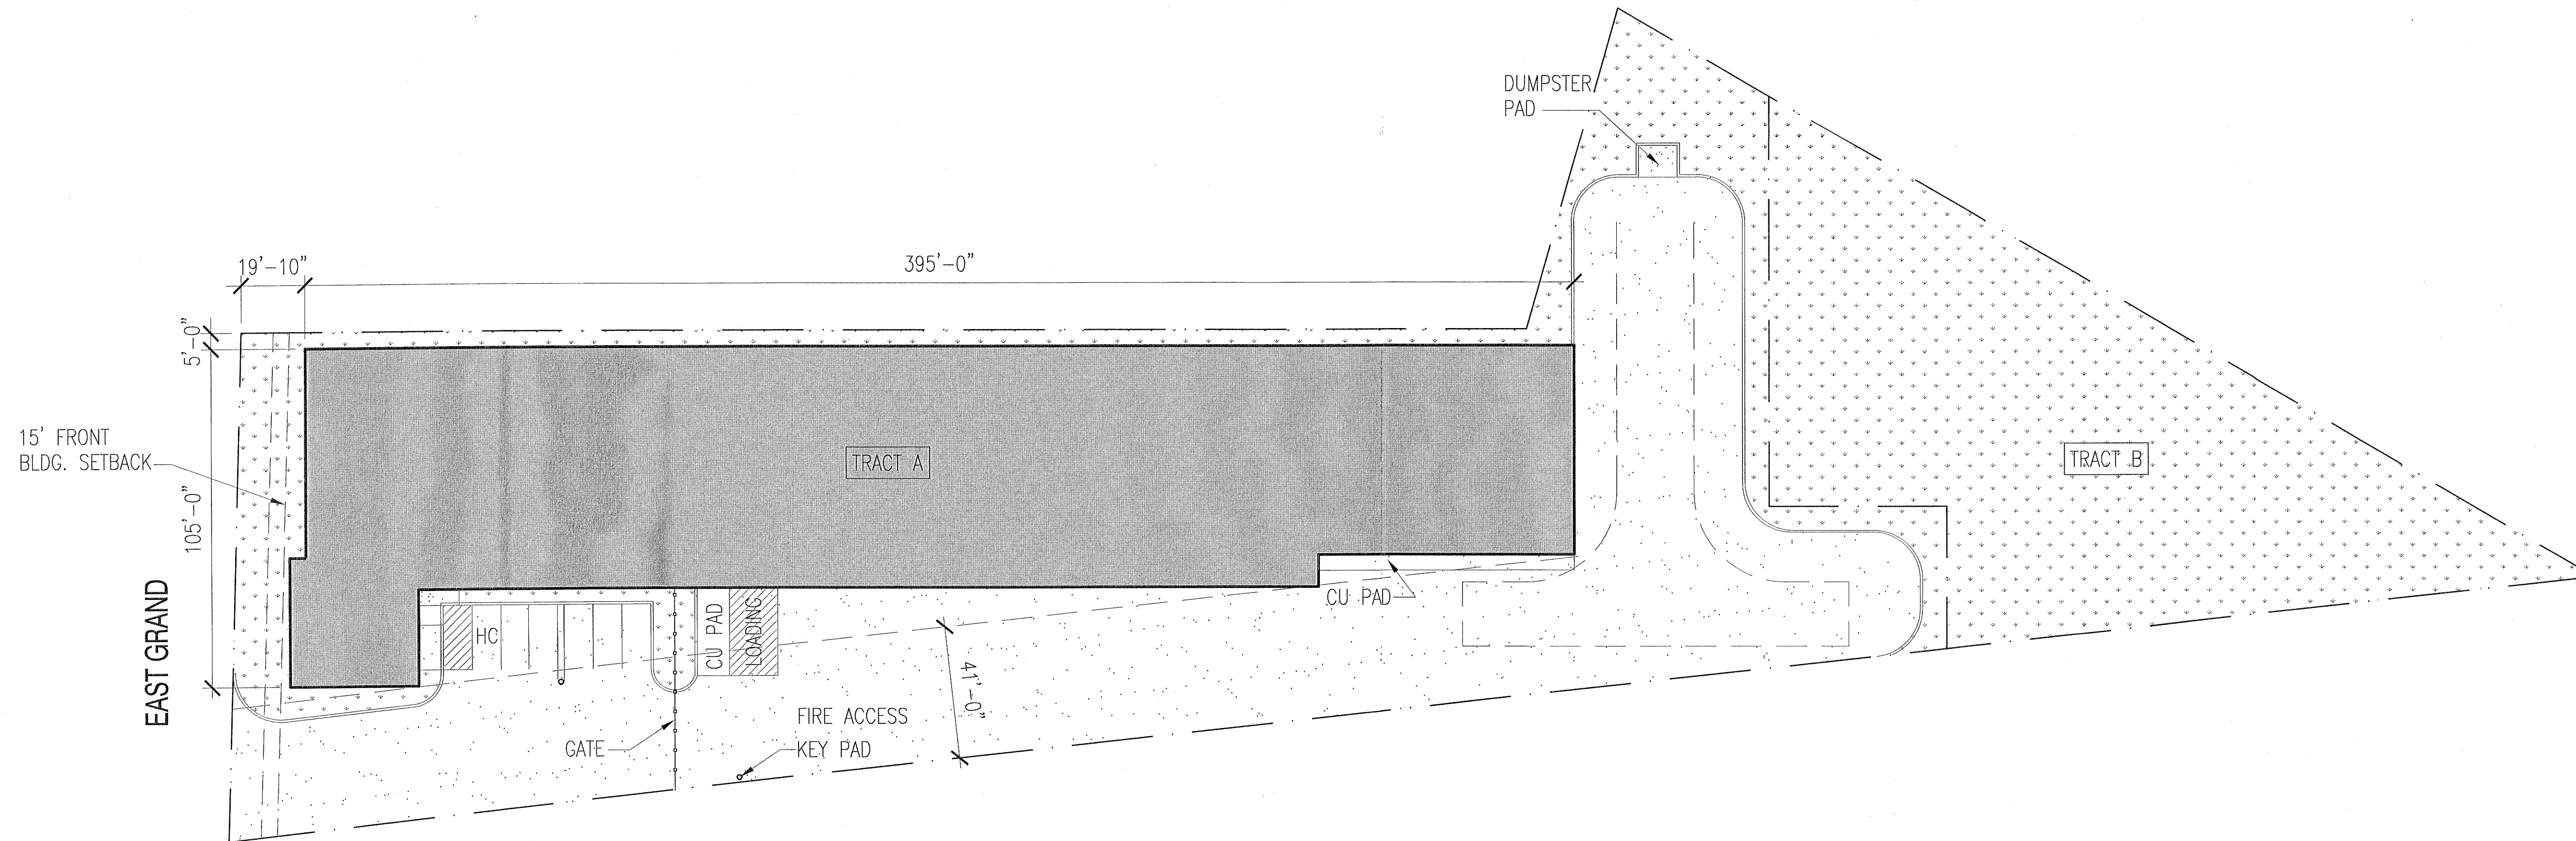 DUMPSTER
PAD
19'-10"
395'-0"
5'-0"
15' FRONT
BLDG. SETBACK
105'-0"
TRACT A
TRACT B
EAST GRAND
HC
CU PAD
LOADING
CU PAD
41'-0"
FIRE ACCESS
KEY PAD
GATE